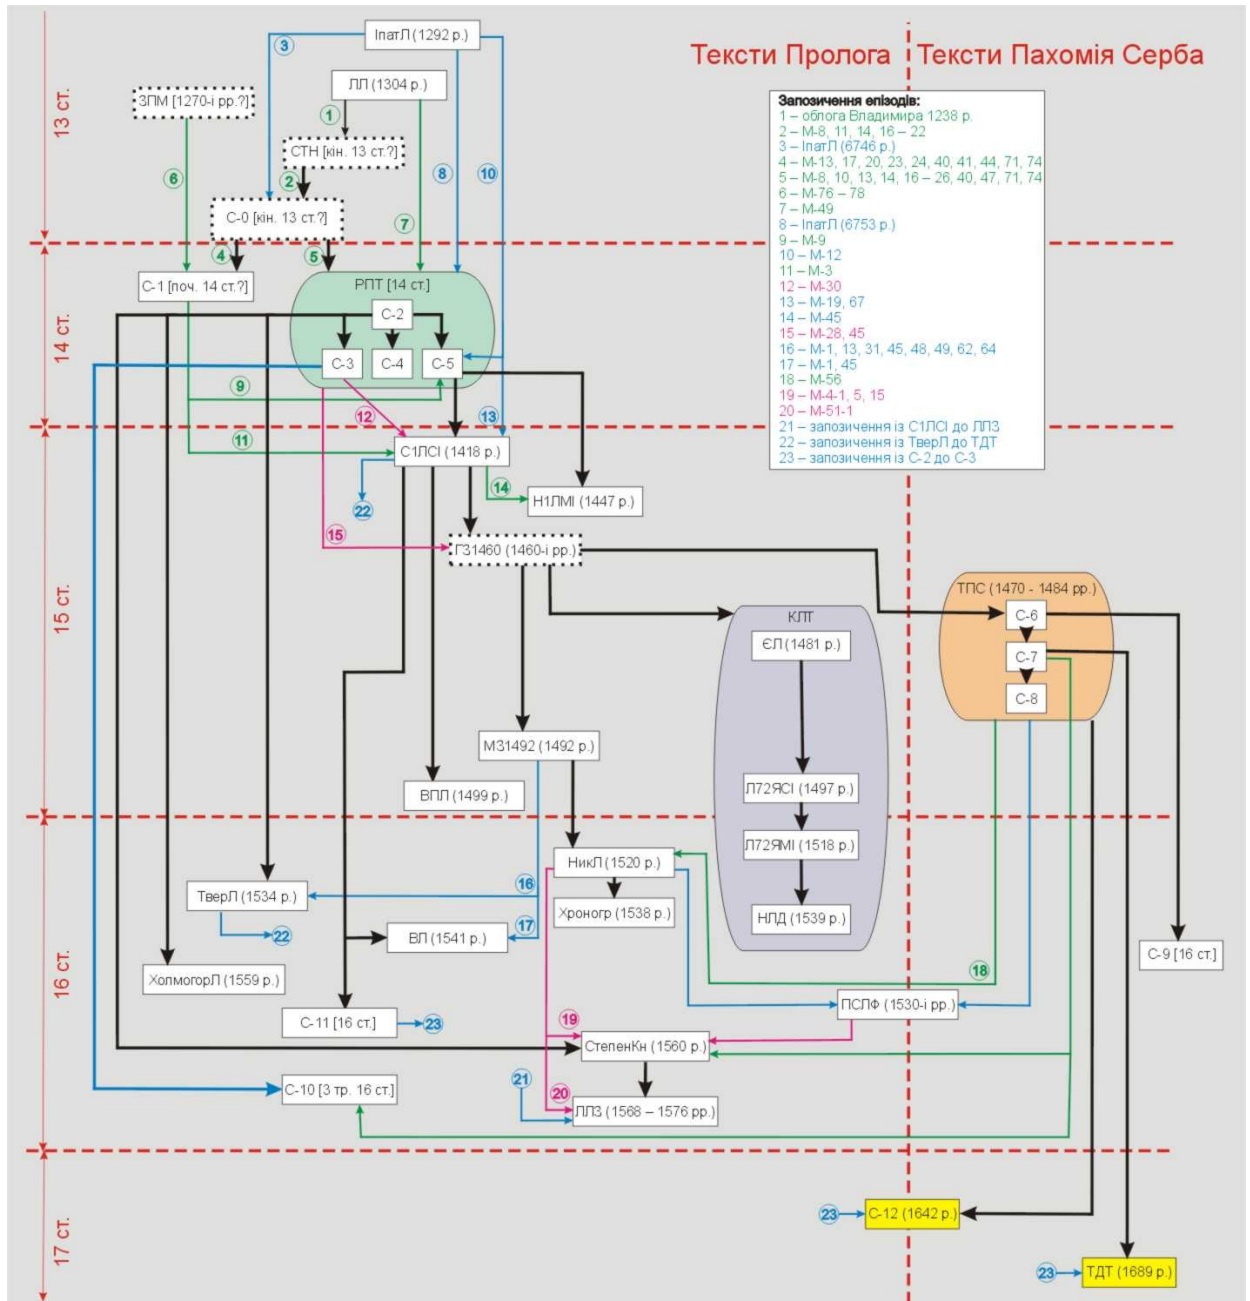 13 ст.
14 ст.
15 ст.
16 ст.
17 ст.
Тексти Пролога
Тексти Пахомія Серба
Запозичення епізодів:
1 – облога Владимира 1238 р.
2 – М-8, 11, 14, 16 – 22
3 – ІпатЛ (6746 р.)
4 – М-13, 17, 20, 23, 24, 40, 41, 44, 71, 74
5 – М-8, 10, 13, 14, 16 – 26, 40, 47, 71, 74
6 – М-76 – 78
7 – М-49
8 – ІпатЛ (6753 р.)
9 – М-9
10 – М-12
11 – М-3
12 – М-30
13 – М-19, 67
14 – М-45
15 – М-28, 45
16 – М-1, 13, 31, 45, 48, 49, 62, 64
17 – М-1, 45
18 – М-56
19 – М-4-1, 5, 15
20 – М-51-1
21 – запозичення із С1ЛСІ до ЛЛЗ
22 – запозичення із ТверЛ до ТДТ
23 – запозичення із С-2 до С-3
ІпатЛ (1292 р.)
3
ЛЛ (1304 р.)
ЗПМ [1270-і рр.?]
1
СТН [кін. 13 ст.?]
6
2
8
10
С-0 [кін. 13 ст.?]
7
4
5
С-1 [поч. 14 ст.?]
РПТ [14 ст.]
С-2
С-3
С-4
С-5
9
12
13
11
С1ЛСІ (1418 р.)
14
22
Н1ЛМІ (1447 р.)
15
ГЗ1460 (1460-і рр.)
ТПС (1470 - 1484 рр.)
С-6
С-7
С-8
КЛТ
ЄЛ (1481 р.)
МЗ1492 (1492 р.)
ВПЛ (1499 р.)
Л72ЯСІ (1497 р.)
Л72ЯМІ (1518 р.)
НикЛ (1520 р.)
16
ТверЛ (1534 р.)
Хроногр (1538 р.)
НЛД (1539 р.)
17
22
ВЛ (1541 р.)
С-9 [16 ст.]
18
ХолмогорЛ (1559 р.)
ПСЛФ (1530-і рр.)
С-11 [16 ст.]
23
19
СтепенКн (1560 р.)
21
С-10 [3 тр. 16 ст.]
20
ЛЛЗ (1568 – 1576 рр.)
23
С-12 (1642 р.)
23
ТДТ (1689 р.)